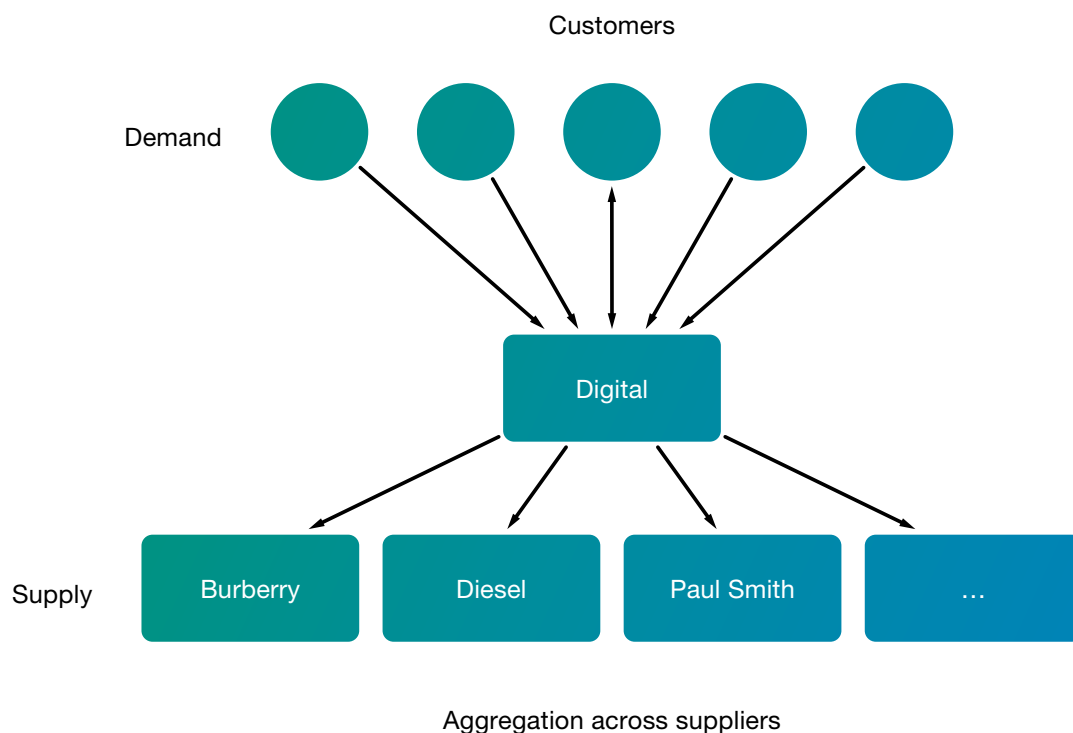 Customers
Demand
Digital
Supply
Burberry
Diesel
Paul Smith
…
Aggregation across suppliers